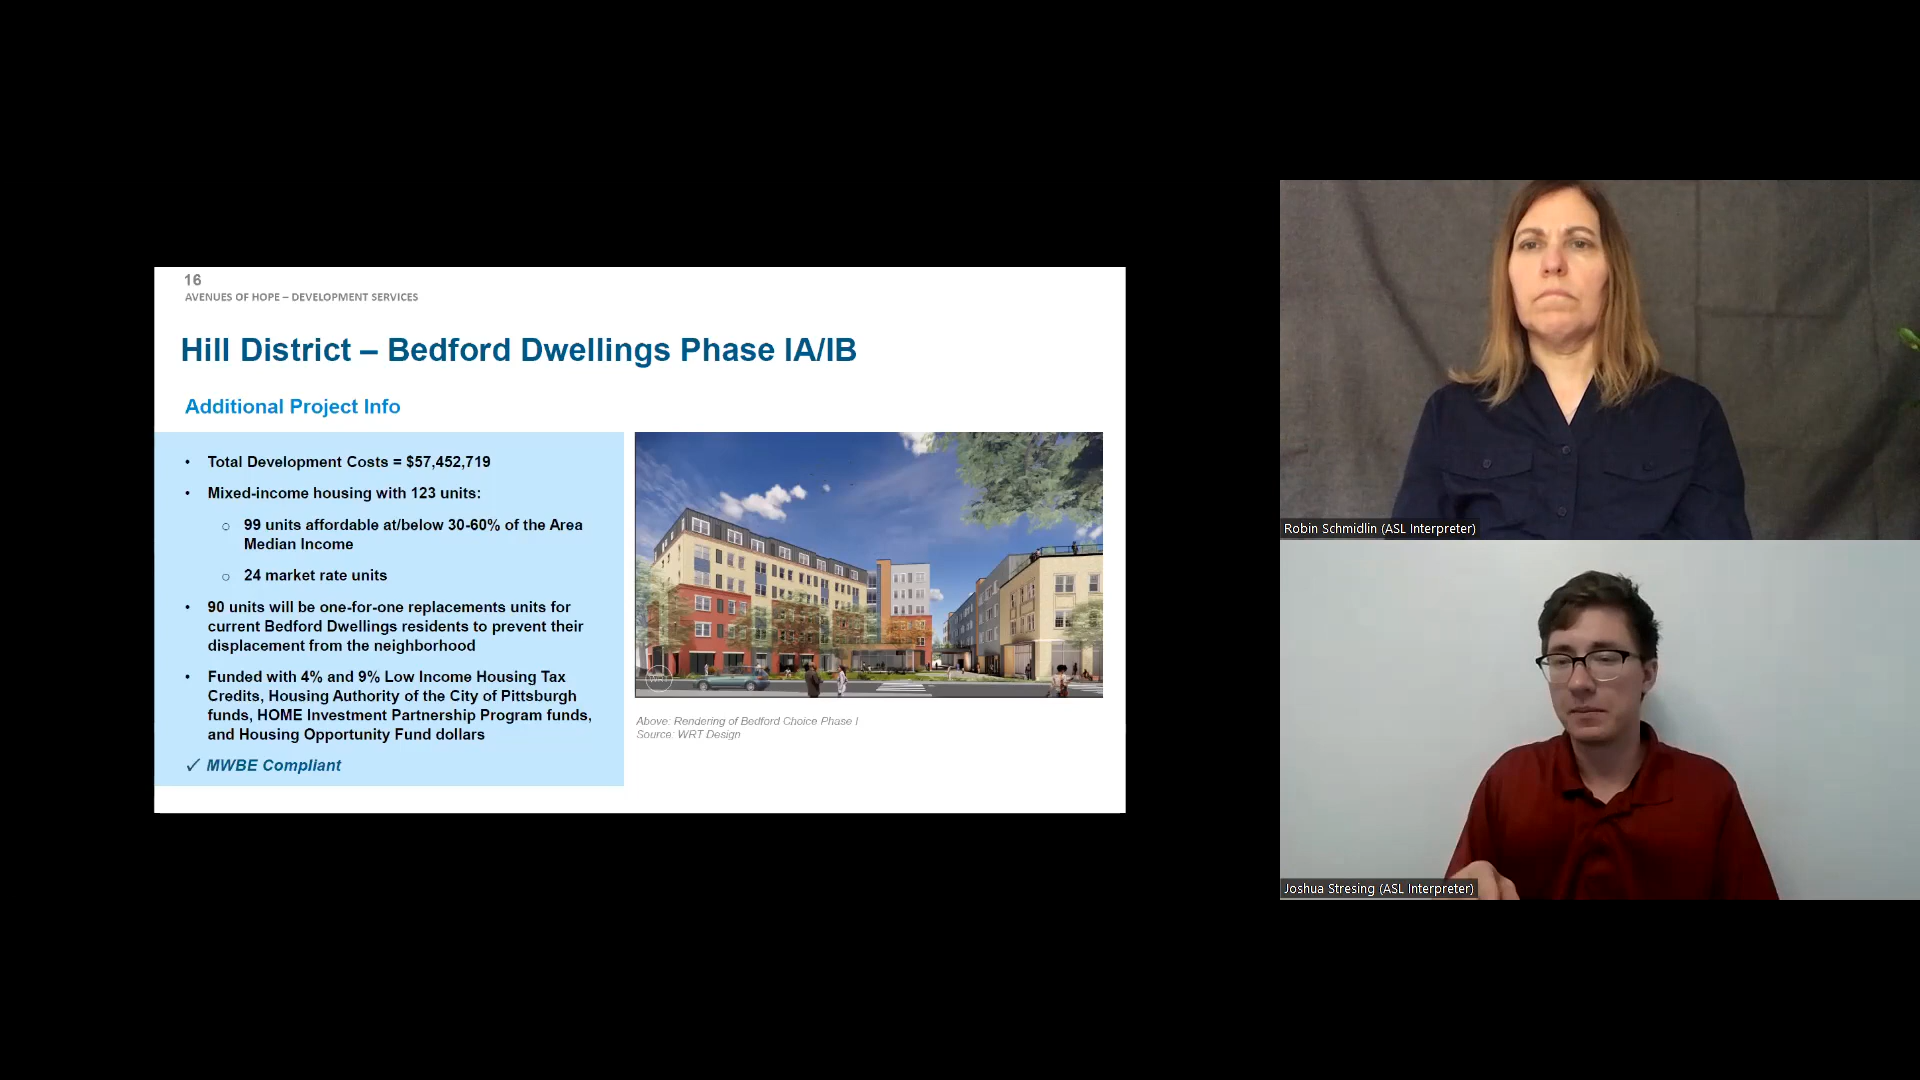 16
AVENUES OF HOPE – DEVELOPMENT SERVICES
Hill District – Bedford Dwellings Phase IA/IB
Additional Project Info
• Total Development Costs = $57,452,719
• Mixed-income housing with 123 units:
○ 99 units affordable at/below 30-60% of the Area
Median Income
○ 24 market rate units
• 90 units will be one-for-one replacements units for
current Bedford Dwellings residents to prevent their
displacement from the neighborhood
• Funded with 4% and 9% Low Income Housing Tax
Credits, Housing Authority of the City of Pittsburgh
funds, HOME Investment Partnership Program funds,
and Housing Opportunity Fund dollars
✓ MWBE Compliant
Above: Rendering of Bedford Choice Phase I
Source: WRT Design
Robin Schmidlin (ASL Interpreter)
Joshua Stresing (ASL Interpreter)